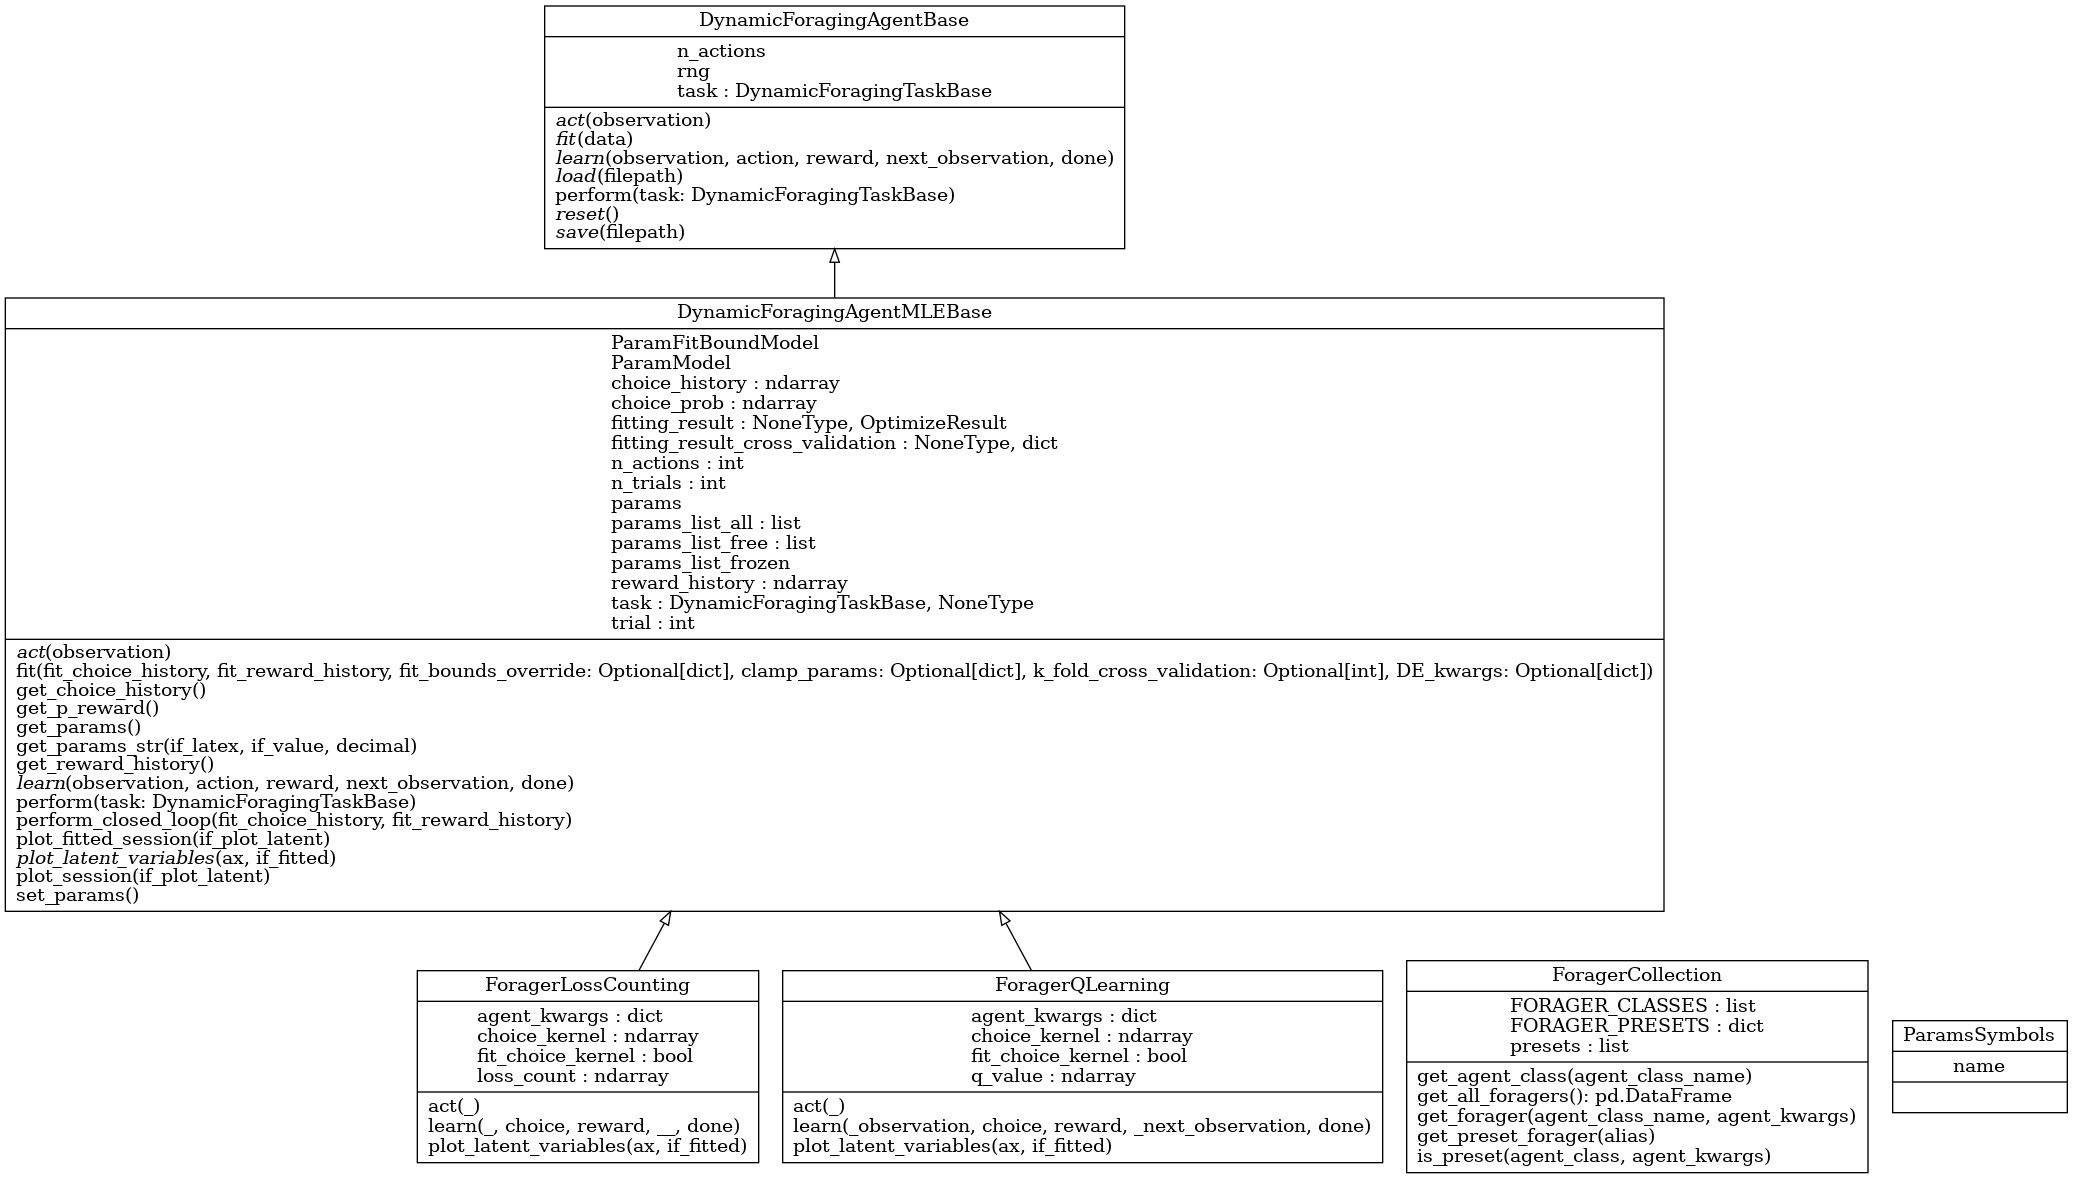 DynamicForagingAgentBase
n_actions
rng
task : DynamicForagingTaskBase
act(observation)
fit(data)
learn(observation, action, reward, next_observation, done)
load(filepath)
perform(task: DynamicForagingTaskBase)
reset()
save(filepath)
DynamicForagingAgentMLEBase
ParamFitBoundModel
ParamModel
choice_history : ndarray
choice_prob : ndarray
fitting_result : NoneType, OptimizeResult
fitting_result_cross_validation : NoneType, dict
n_actions : int
n_trials : int
params
params_list_all : list
params_list_free : list
params_list_frozen
reward_history : ndarray
task : DynamicForagingTaskBase, NoneType
trial : int
act(observation)
fit(fit_choice_history, fit_reward_history, fit_bounds_override: Optional[dict], clamp_params: Optional[dict], k_fold_cross_validation: Optional[int], DE_kwargs: Optional[dict])
get_choice_history()
get_p_reward()
get_params()
get_params_str(if_latex, if_value, decimal)
get_reward_history()
learn(observation, action, reward, next_observation, done)
perform(task: DynamicForagingTaskBase)
perform_closed_loop(fit_choice_history, fit_reward_history)
plot_fitted_session(if_plot_latent)
plot_latent_variables(ax, if_fitted)
plot_session(if_plot_latent)
set_params()
ForagerLossCounting
agent_kwargs : dict
choice_kernel : ndarray
fit_choice_kernel : bool
loss_count : ndarray
act(_)
learn(_, choice, reward, __, done)
plot_latent_variables(ax, if_fitted)
ForagerQLearning
agent_kwargs : dict
choice_kernel : ndarray
fit_choice_kernel : bool
q_value : ndarray
act(_)
learn(_observation, choice, reward, _next_observation, done)
plot_latent_variables(ax, if_fitted)
ForagerCollection
FORAGER_CLASSES : list
FORAGER_PRESETS : dict
presets : list
get_agent_class(agent_class_name)
get_all_foragers(): pd.DataFrame
get_forager(agent_class_name, agent_kwargs)
get_preset_forager(alias)
is_preset(agent_class, agent_kwargs)
ParamsSymbols
name